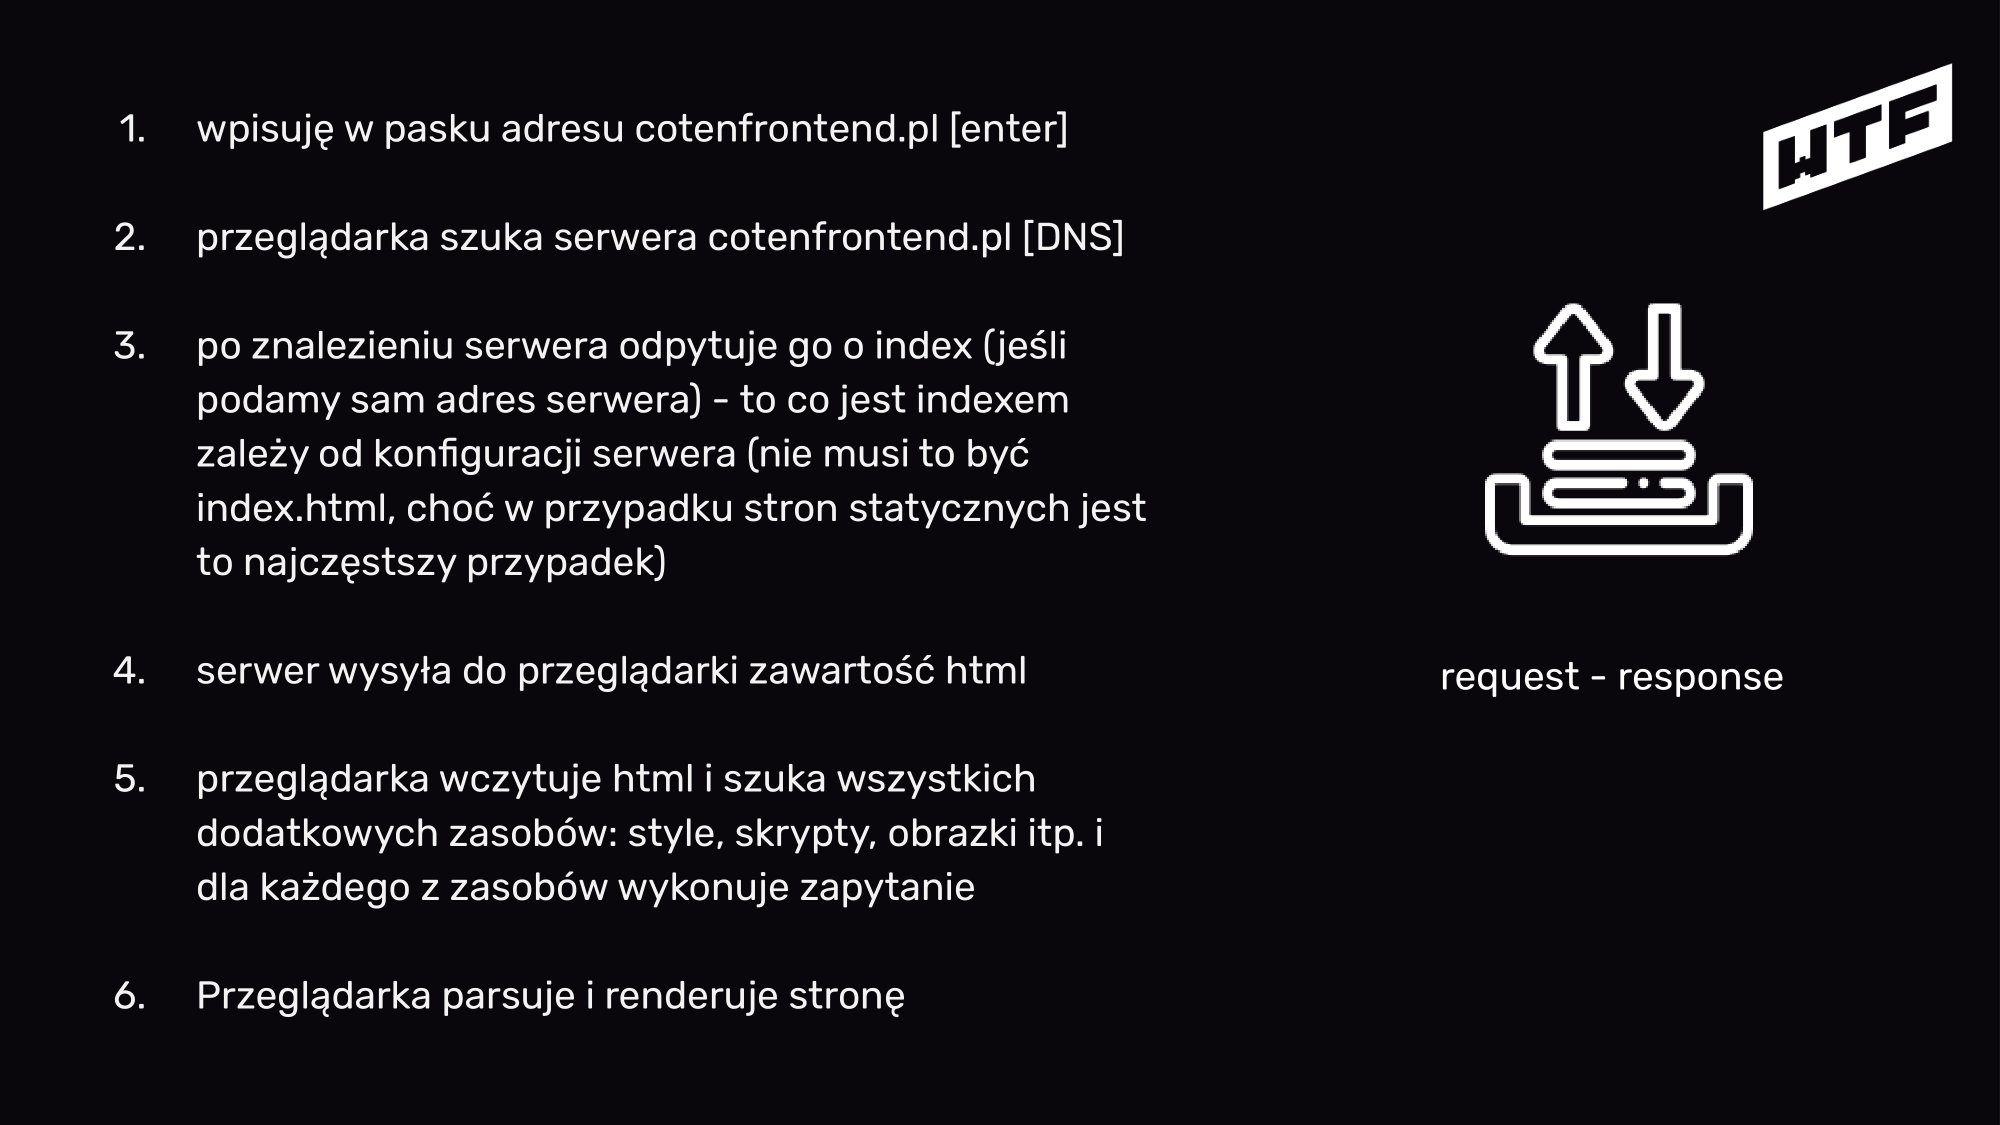 WTF
1. wpisuję w pasku adresu cotenfrontend.pl [enter]
2. przeglądarka szuka serwera cotenfrontend.pl [DNS]
3. po znalezieniu serwera odpytuje go o index (jeśli
podamy sam adres serwera) - to co jest indexem
zależy od konfiguracji serwera (nie musi to być
index.html, choć w przypadku stron statycznych jest
to najczęstszy przypadek)
4. serwer wysyła do przeglądarki zawartość html
5. przeglądarka wczytuje html i szuka wszystkich
dodatkowych zasobów: style, skrypty, obrazki itp. i
dla każdego z zasobów wykonuje zapytanie
6. Przeglądarka parsuje i renderuje stronę
request - response